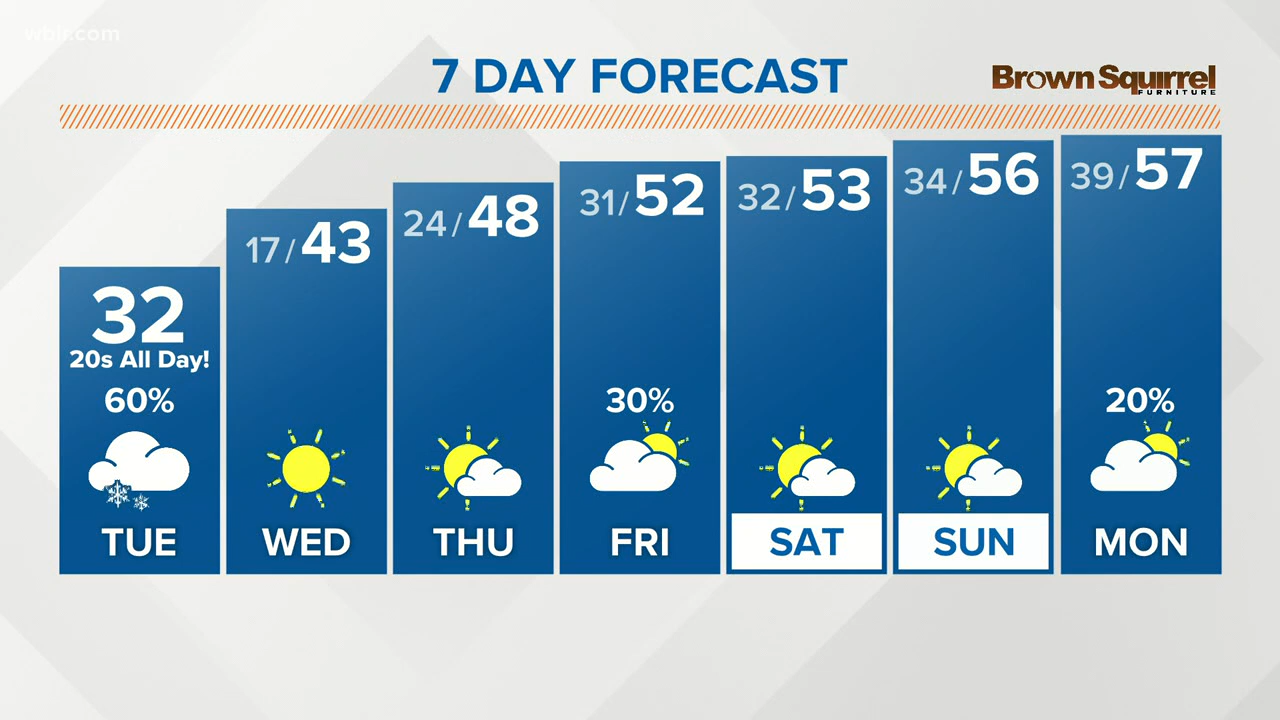 wbir.com
7 DAY FORECAST
Brown Squirrel
FURNITURE
32
20s All Day!
60%
TUE
17/43
WED
24/48
THU
31/52
30%
FRI
32/53
SAT
34/56
SUN
39/57
20%
MON